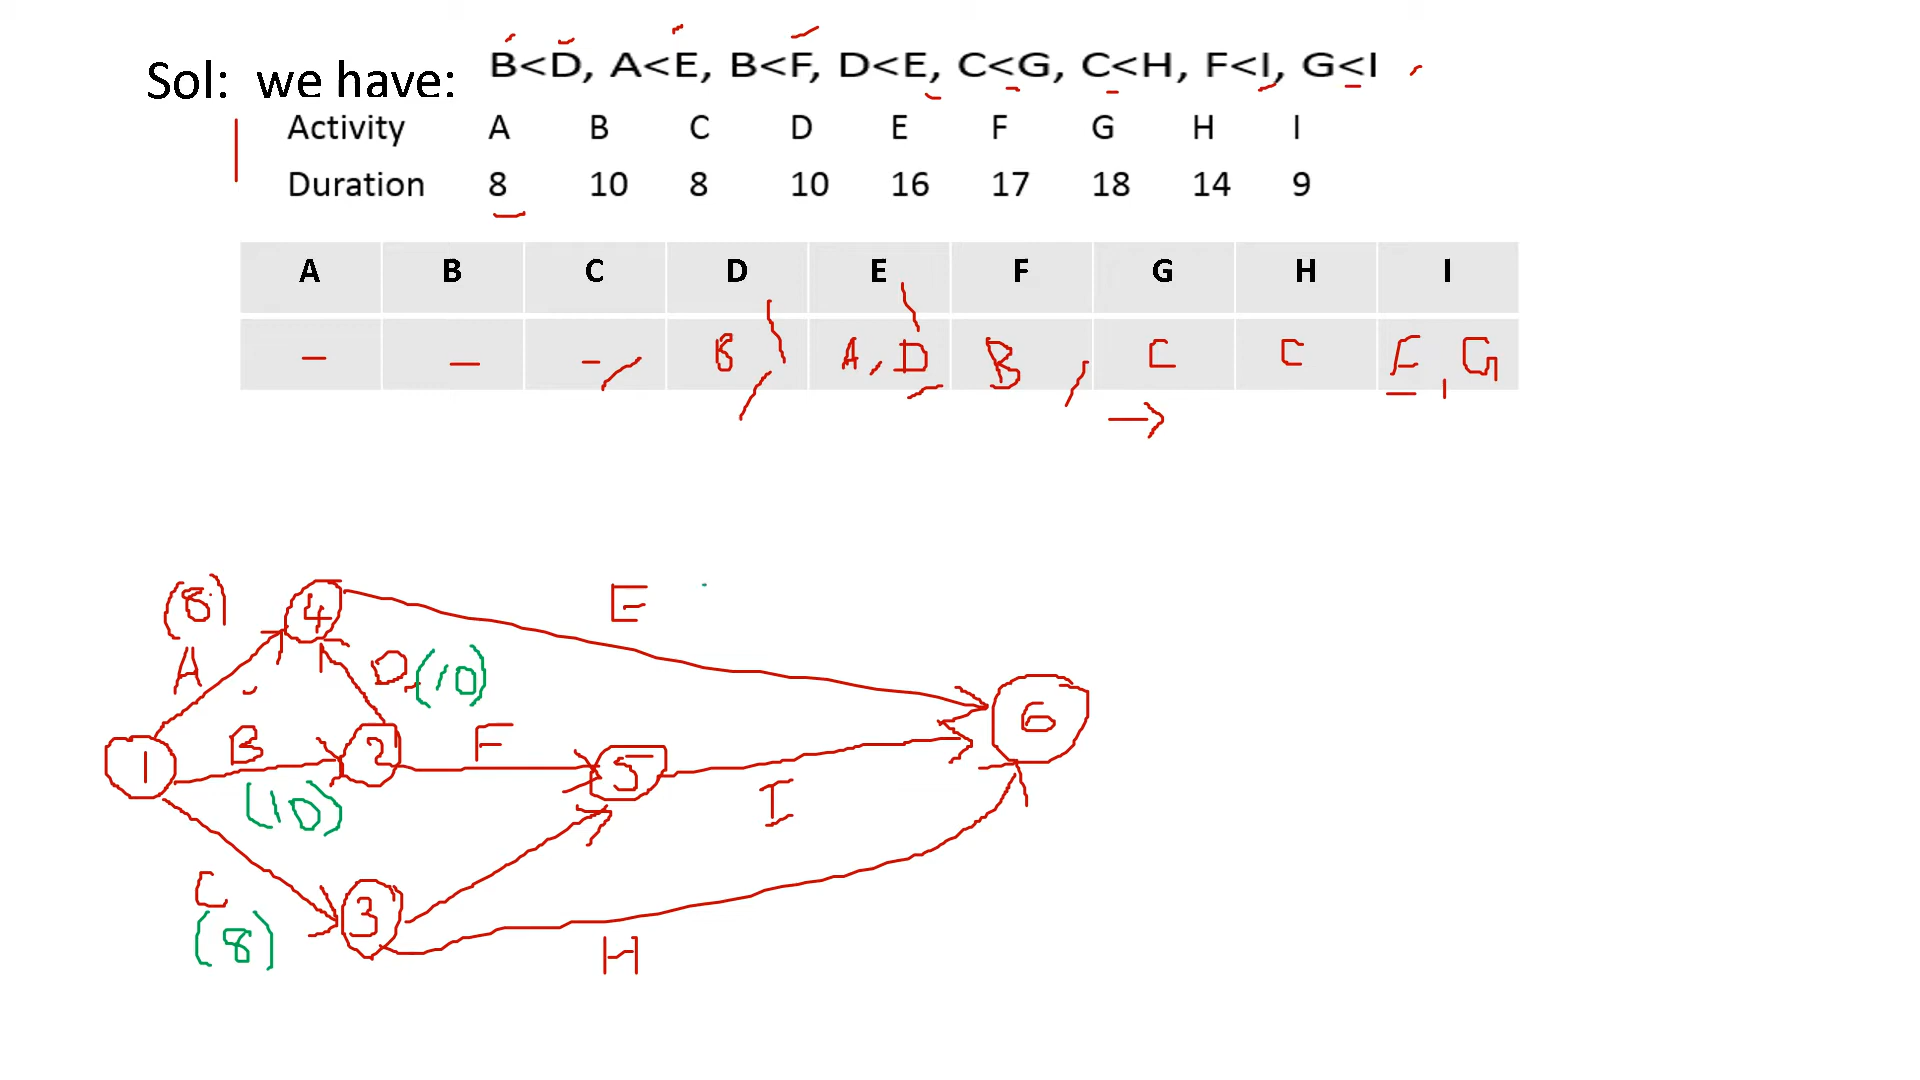 Sol: we have: B<D, A<E, B<F, D<E, C<G, C<H, F<I, G<I
Activity A B C D E F G H I
Duration 8 10 8 10 16 17 18 14 9
A B C D E F G H I
– – – B A, D B C C F, G
(8) 4 E
A D (10)
6
1 B 2 F 5
(10) I
C 3
(8) H